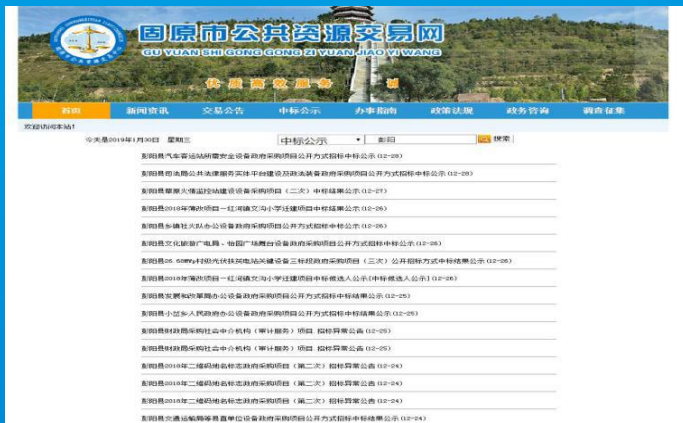 固原市公共资源交易网
GU YUAN SHI GONG GONG ZI YUAN JIAO YI WANG
优质高效服务
首页 新闻资讯 交易公告 中标公示 办事指南 政策法规 政务咨询 调查征集
欢迎访问本站!
今天是2019年1月30日 星期三 中标公示 彭阳 搜索
彭阳县汽车客运站所需安全设备政府采购项目公开方式招标中标公示(12-28)
彭阳县司法局公共法律服务实体平台建设及政法装备政府采购项目公开方式招标中标公示(12-28)
彭阳县草原火情监控站建设设备采购项目(二次)中标结果公示(12-27)
彭阳县2018年薄改项目-红河镇文沟小学迁建项目中标结果公示(12-26)
彭阳县乡镇社火队办公设备政府采购项目公开方式招标中标公示(12-26)
彭阳县文化旅游广电局、怡园广场舞台设备政府采购项目公开方式招标中标公示(12-26)
彭阳县26.68MWp村级光伏扶贫电站关键设备三标段政府采购项目(三次)公开招标方式中标结果公示(12-26)
彭阳县2018年薄改项目-红河镇文沟小学迁建项目中标候选人公示[中标候选人公示](12-26)
彭阳县发展和改革局办公设备政府采购项目公开方式招标中标结果公示(12-25)
彭阳县小岔乡人民政府办公设备政府采购项目公开方式招标中标结果公示(12-25)
彭阳县财政局采购社会中介机构(审计服务)项目 招标异常公告(12-25)
彭阳县财政局采购社会中介机构(审计服务)项目 招标异常公告(12-25)
彭阳县2018年二维码地名标志政府采购项目(第二次)招标异常公告(12-24)
彭阳县2018年二维码地名标志政府采购项目(第二次)招标异常公告(12-24)
彭阳县2018年二维码地名标志政府采购项目(第二次)招标异常公告(12-24)
彭阳县交通运输局等县直单位设备政府采购项目公开方式招标中标结果公示(12-24)